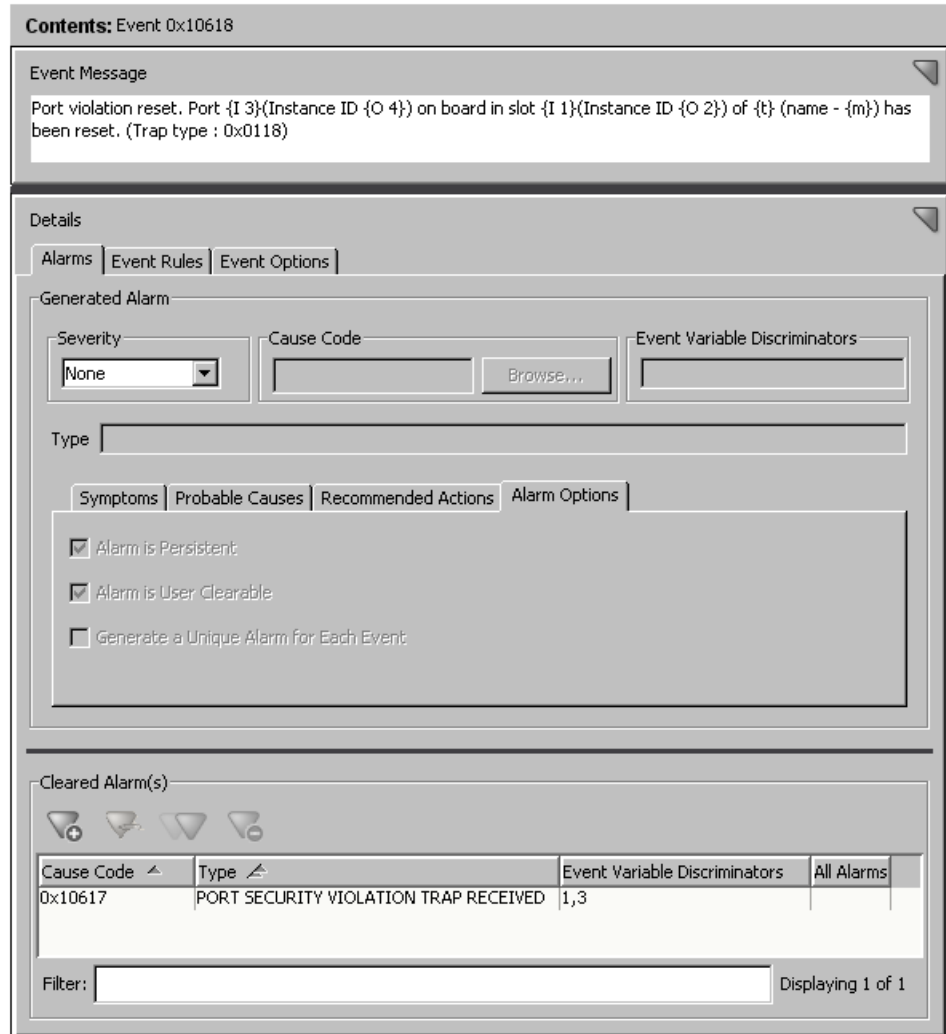 Contents: Event 0x10618
Event Message
Port violation reset. Port {I 3}(Instance ID {O 4}) on board in slot {I 1}(Instance ID {O 2}) of {t} (name - {m}) has
been reset. (Trap type : 0x0118)
Details
Alarms Event Rules Event Options
Generated Alarm
Severity Cause Code Event Variable Discriminators
None Browse...
Type
Symptoms Probable Causes Recommended Actions Alarm Options
Alarm is Persistent
Alarm is User Clearable
Generate a Unique Alarm for Each Event
Cleared Alarm(s)
Cause Code Type Event Variable Discriminators All Alarms
0x10617 PORT SECURITY VIOLATION TRAP RECEIVED 1,3
Filter: Displaying 1 of 1